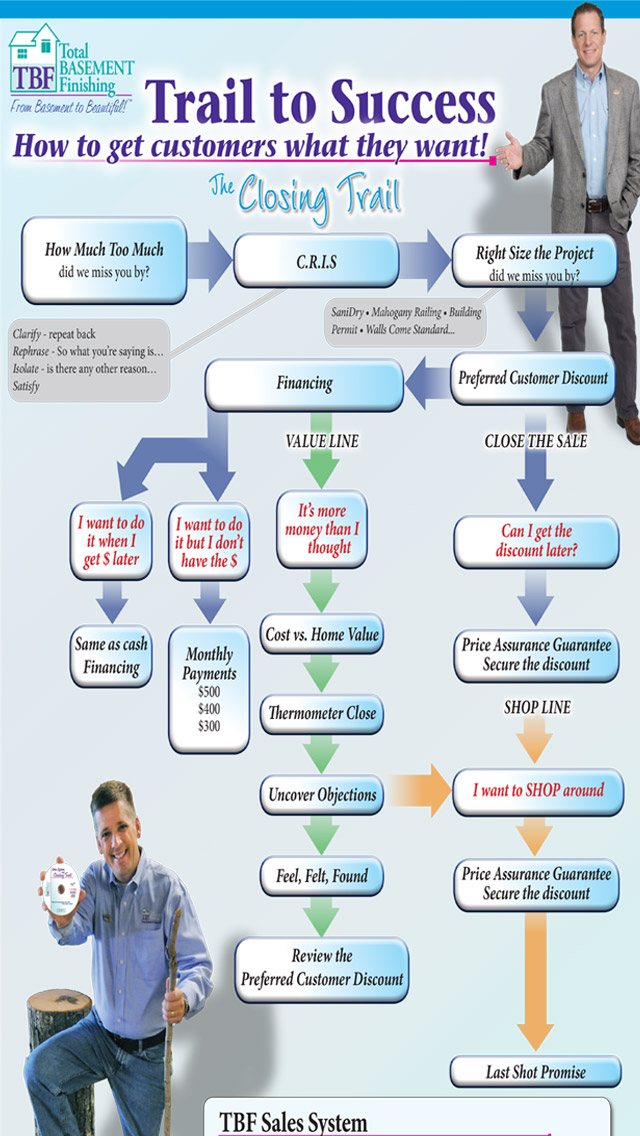 Total
TBF BASEMENT
Finishing
From Basement to Beautiful!™
Trail to Success
How to get customers what they want!
The Closing Trail
How Much Too Much
did we miss you by?
C.R.I.S
Right Size the Project
did we miss you by?
Clarify - repeat back
Rephrase - So what you're saying is…
Isolate - is there any other reason…
Satisfy
SaniDry • Mahogany Railing • Building
Permit • Walls Come Standard...
Financing
Preferred Customer Discount
VALUE LINE
CLOSE THE SALE
I want to do
it when I
get $ later
I want to do
it but I don't
have the $
It's more
money than I
thought
Can I get the
discount later?
Same as cash
Financing
Monthly
Payments
$500
$400
$300
Cost vs. Home Value
Price Assurance Guarantee
Secure the discount
Thermometer Close
SHOP LINE
Uncover Objections
I want to SHOP around
Feel, Felt, Found
Price Assurance Guarantee
Secure the discount
Review the
Preferred Customer Discount
Last Shot Promise
TBF Sales System